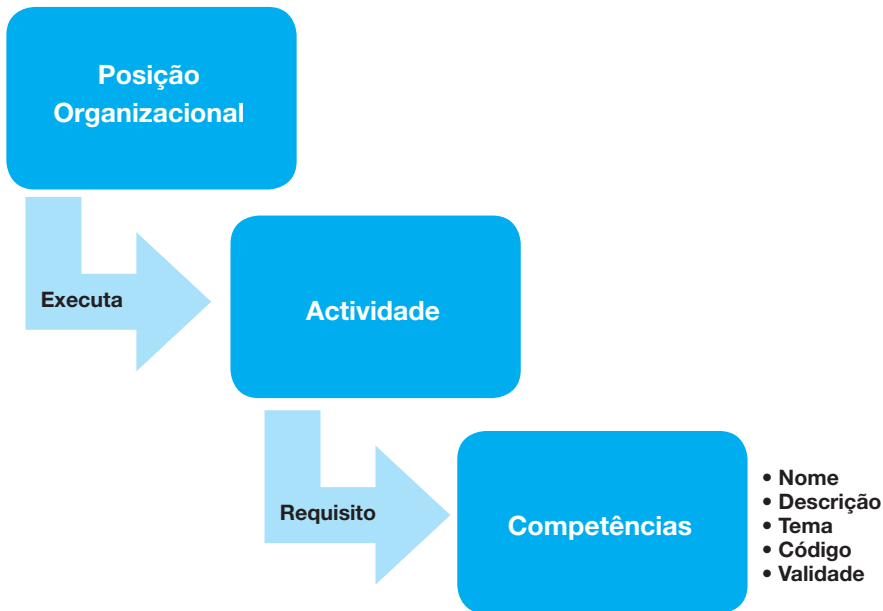 Posição
Organizacional
Executa
Actividade
Requisito
Competências
• Nome
• Descrição
• Tema
• Código
• Validade